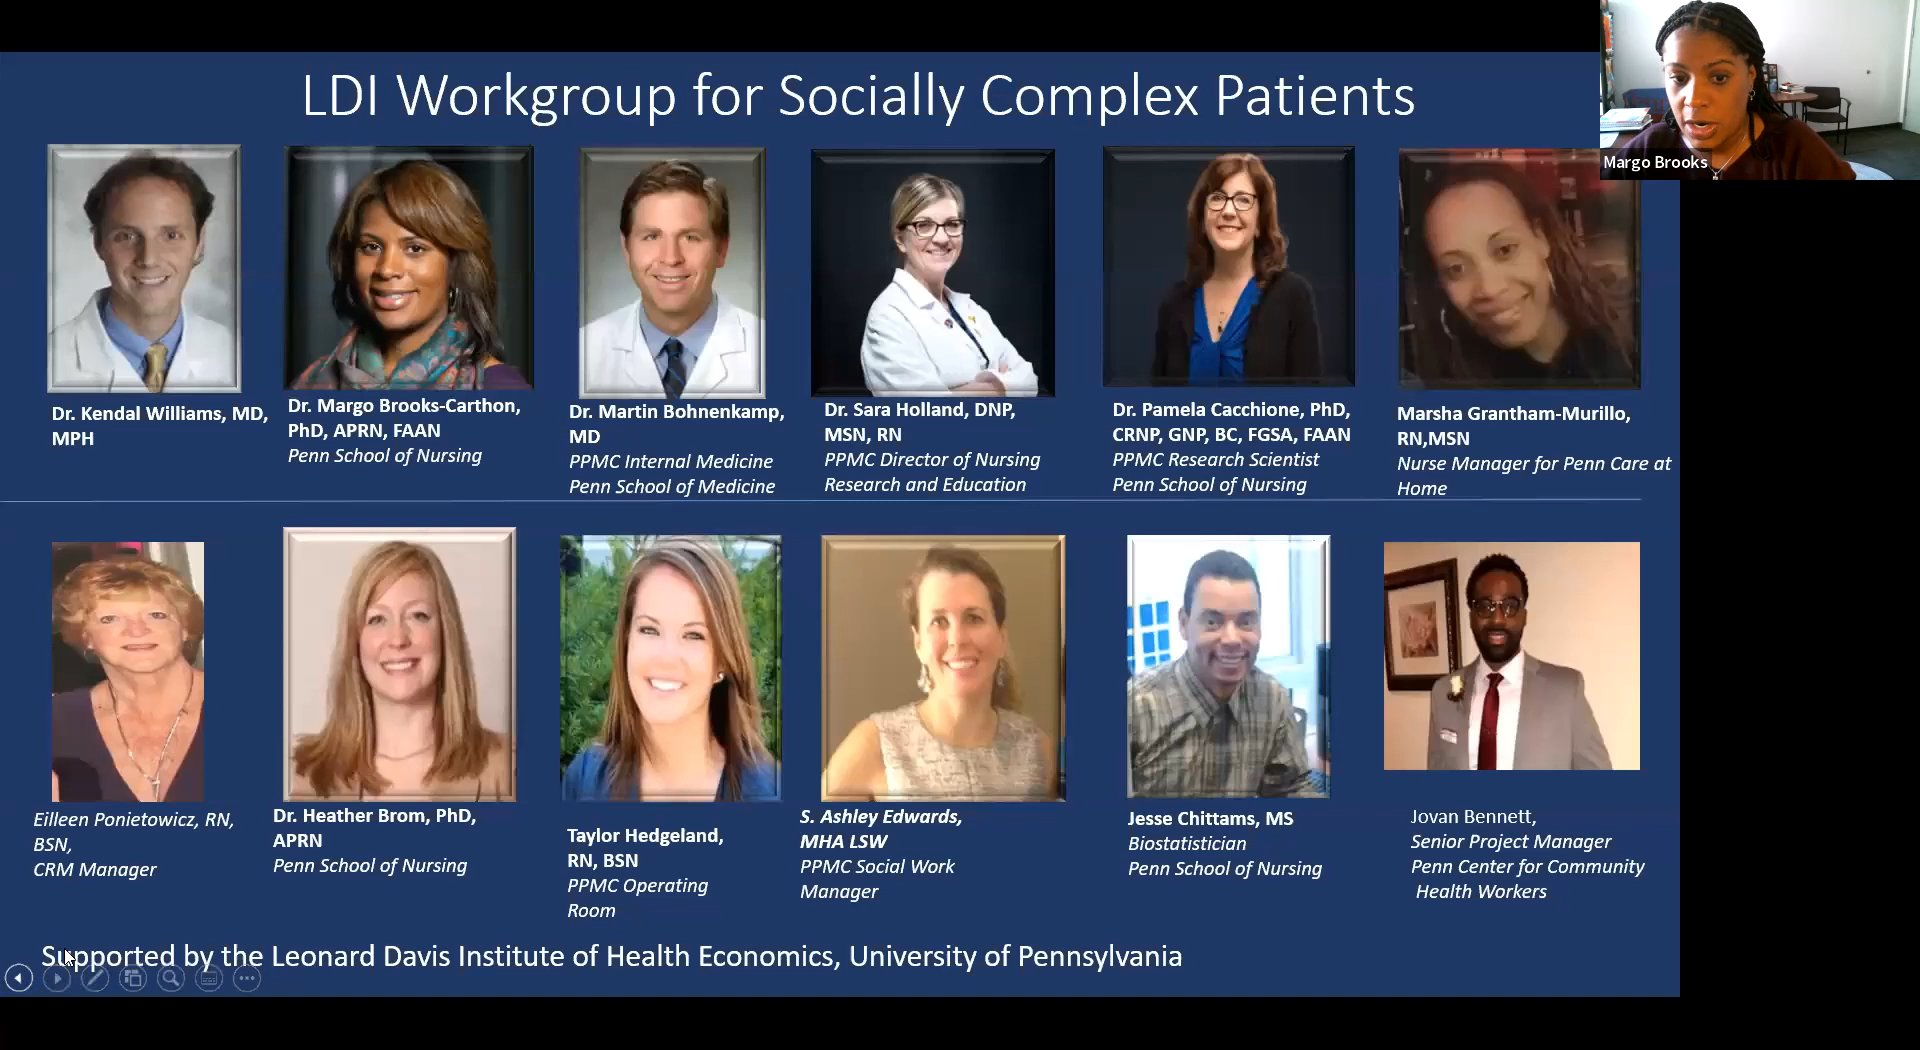 LDI Workgroup for Socially Complex Patients
Margo Brooks
Dr. Kendal Williams, MD,
MPH
Dr. Margo Brooks-Carthon,
PhD, APRN, FAAN
Penn School of Nursing
Dr. Martin Bohnenkamp,
MD
PPMC Internal Medicine
Penn School of Medicine
Dr. Sara Holland, DNP,
MSN, RN
PPMC Director of Nursing
Research and Education
Dr. Pamela Cacchione, PhD,
CRNP, GNP, BC, FGSA, FAAN
PPMC Research Scientist
Penn School of Nursing
Marsha Grantham-Murillo,
RN,MSN
Nurse Manager for Penn Care at
Home
Eilleen Ponietowicz, RN,
BSN,
CRM Manager
Dr. Heather Brom, PhD,
APRN
Penn School of Nursing
Taylor Hedgeland,
RN, BSN
PPMC Operating
Room
S. Ashley Edwards,
MHA LSW
PPMC Social Work
Manager
Jesse Chittams, MS
Biostatistician
Penn School of Nursing
Jovan Bennett,
Senior Project Manager
Penn Center for Community
Health Workers
Supported by the Leonard Davis Institute of Health Economics, University of Pennsylvania